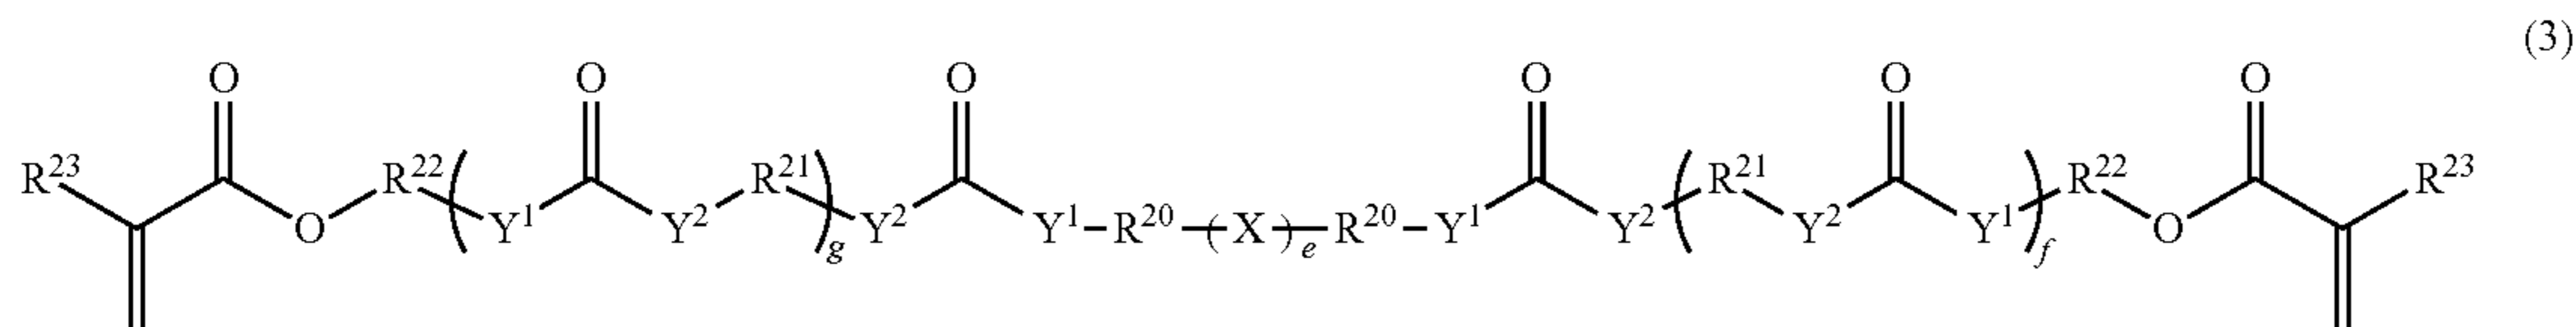 (3)
O O O O O O
R²³ R²² R²¹ R²¹ R²² R²³
O Y¹ Y² g Y² Y¹ R²⁰ (X) e R²⁰ Y¹ Y² Y² Y¹ f O